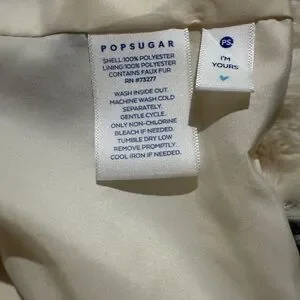 POPSUGAR
SHELL: 100% POLYESTER
LINING: 100% POLYESTER
CONTAINS FAUX FUR
RN #73277
WASH INSIDE OUT.
MACHINE WASH COLD
SEPARATELY.
GENTLE CYCLE.
ONLY NON-CHLORINE
BLEACH IF NEEDED.
TUMBLE DRY LOW
REMOVE PROMPTLY.
COOL IRON IF NEEDED.
PS.
I'M
YOURS